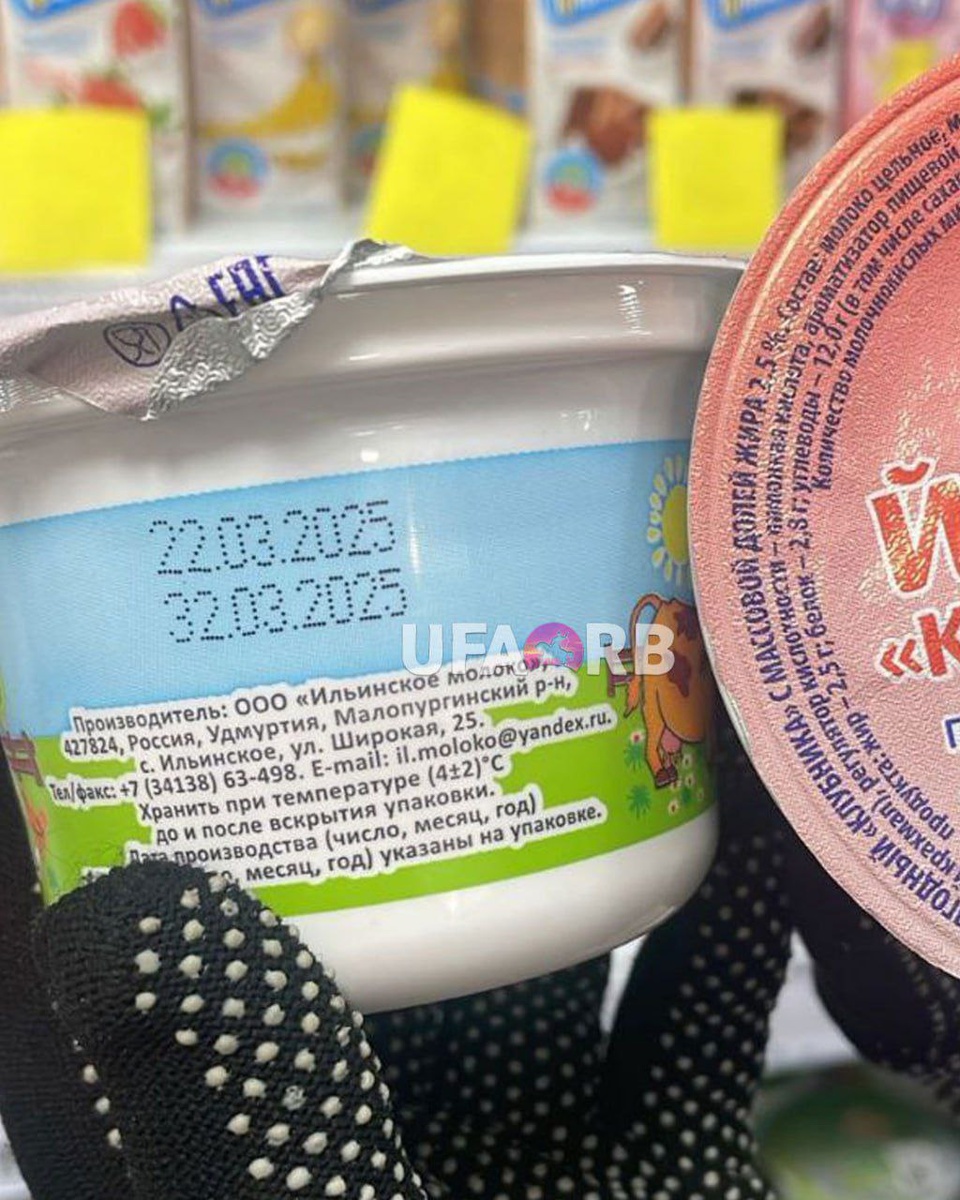 EAC
22.03.2025
32.03.2025
UFA RB
Производитель: ООО «Ильинское молоко»,
427824, Россия, Удмуртия, Малопургинский р-н,
с. Ильинское, ул. Широкая, 25.
Тел/факс: +7 (34138) 63-498. E-mail: il.moloko@yandex.ru.
Хранить при температуре (4±2)°С
до и после вскрытия упаковки.
Дата производства (число, месяц, год)
месяц, год) указаны на упаковке.
«КЛУБНИКА» С МАССОВОЙ ДОЛЕЙ ЖИРА 2,5 %. Состав: молоко цельное,
крахмал) регулятор кислотности – лимонная кислота, ароматизатор пищевой
продукта: жир – 2,5 г, белок – 2,8 г; углеводы – 12,0 г (в том числе
Количество молочнокислых